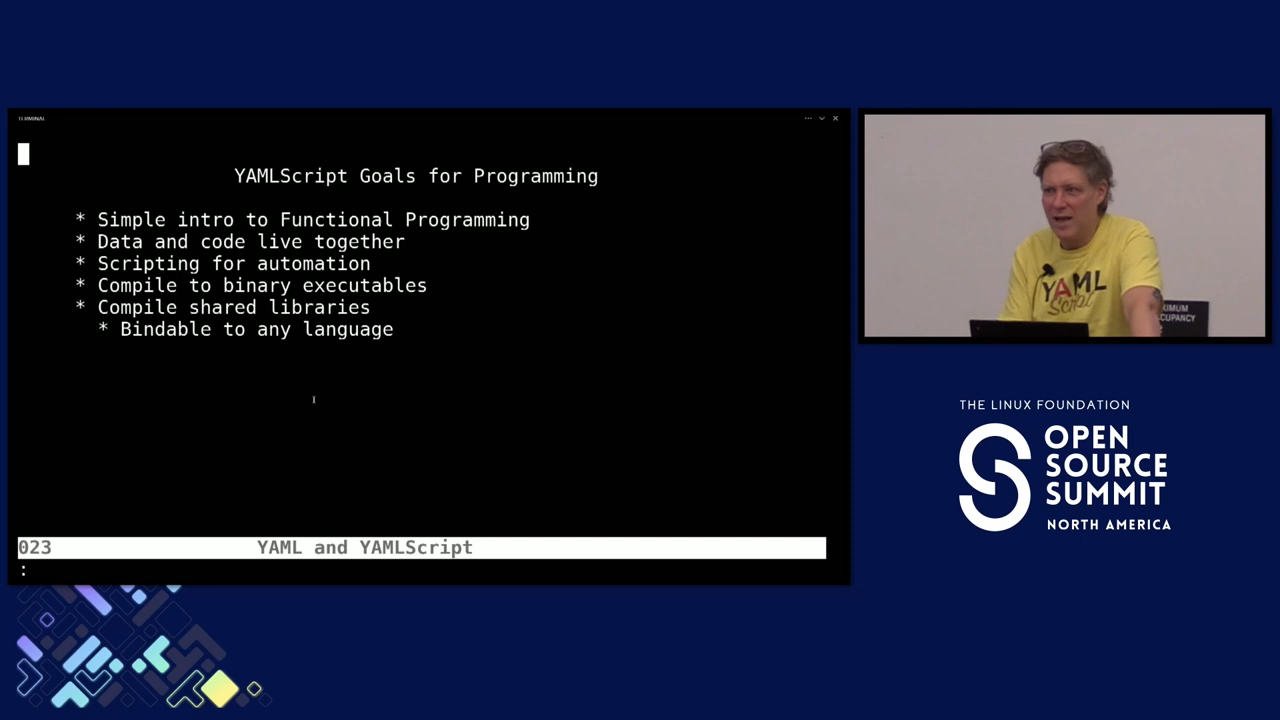 TERMINAL
YAMLScript Goals for Programming
* Simple intro to Functional Programming
* Data and code live together
* Scripting for automation
* Compile to binary executables
* Compile shared libraries
* Bindable to any language
023 YAML and YAMLScript
:
YAML
Script
XIMUM
CUPANCY
THE LINUX FOUNDATION
OPEN
SOURCE
SUMMIT
NORTH AMERICA